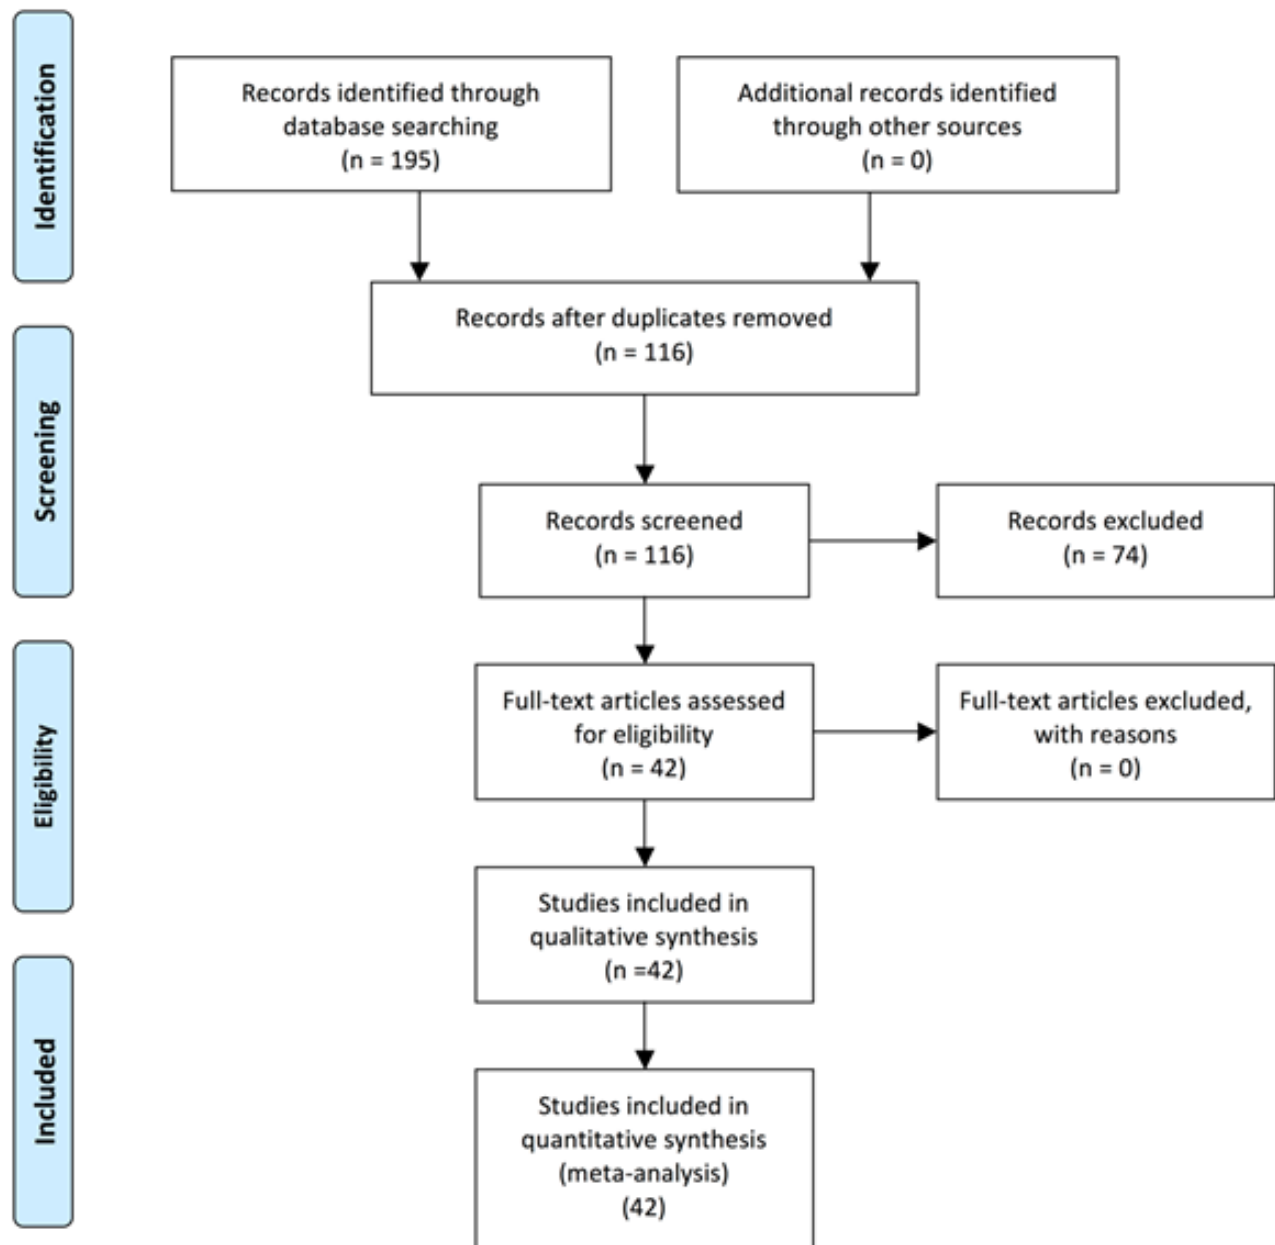 Identification
Records identified through
database searching
(n = 195)
Additional records identified
through other sources
(n = 0)
Records after duplicates removed
(n = 116)
Screening
Records screened
(n = 116)
Records excluded
(n = 74)
Eligibility
Full-text articles assessed
for eligibility
(n = 42)
Full-text articles excluded,
with reasons
(n = 0)
Studies included in
qualitative synthesis
(n =42)
Included
Studies included in
quantitative synthesis
(meta-analysis)
(42)